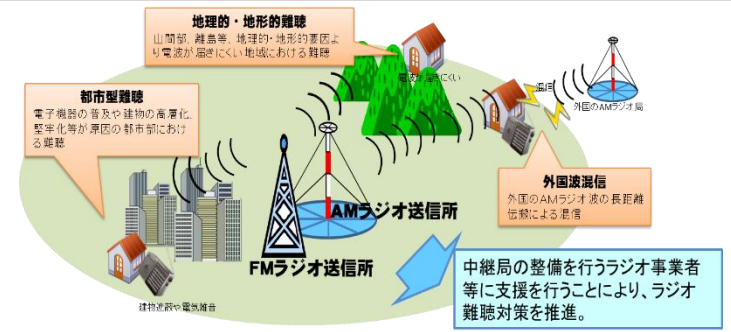 地理的・地形的難聴
山間部、離島等、地理的・地形的要因よ
り電波が届きにくい地域における難聴
電波が届きにくい
混信
外国のAMラジオ局
都市型難聴
電子機器の普及や建物の高層化、
堅牢化等が原因の都市部におけ
る難聴
外国波混信
外国のAMラジオ波の長距離
伝搬による混信
AMラジオ送信所
FMラジオ送信所
建物遮蔽や電気雑音
中継局の整備を行うラジオ事業者
等に支援を行うことにより、ラジオ
難聴対策を推進。